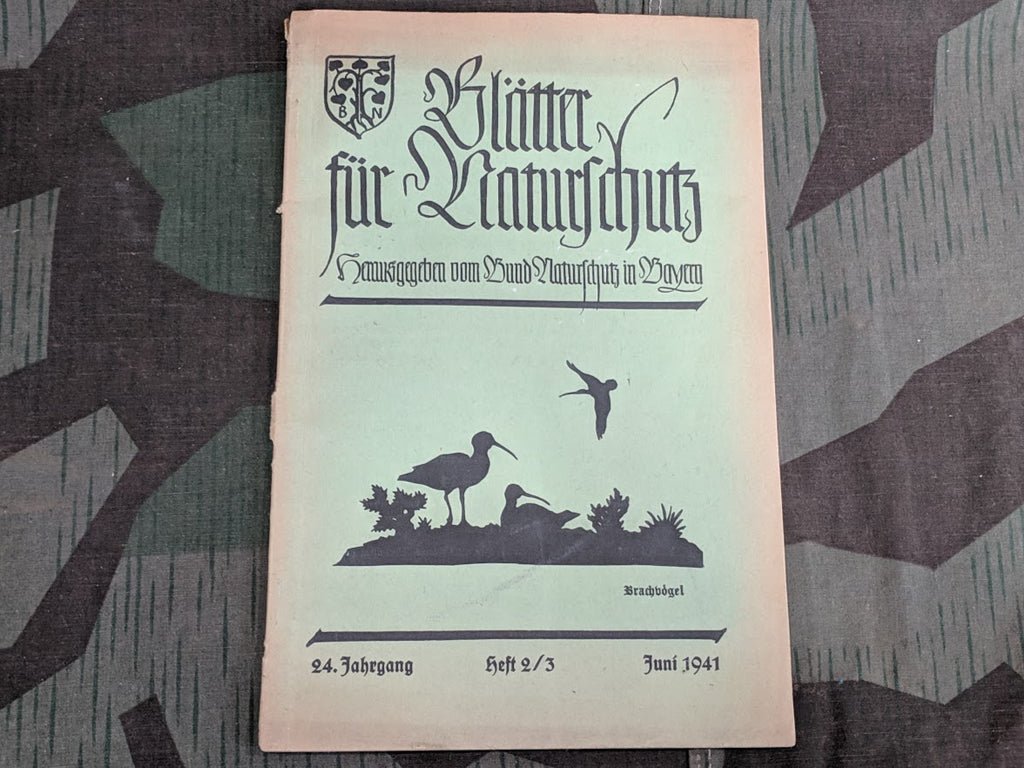 B N
Blätter
für Naturschutz
Herausgegeben vom Bund Naturschutz in Bayern
Brachvögel
24. Jahrgang Heft 2/3 Juni 1941